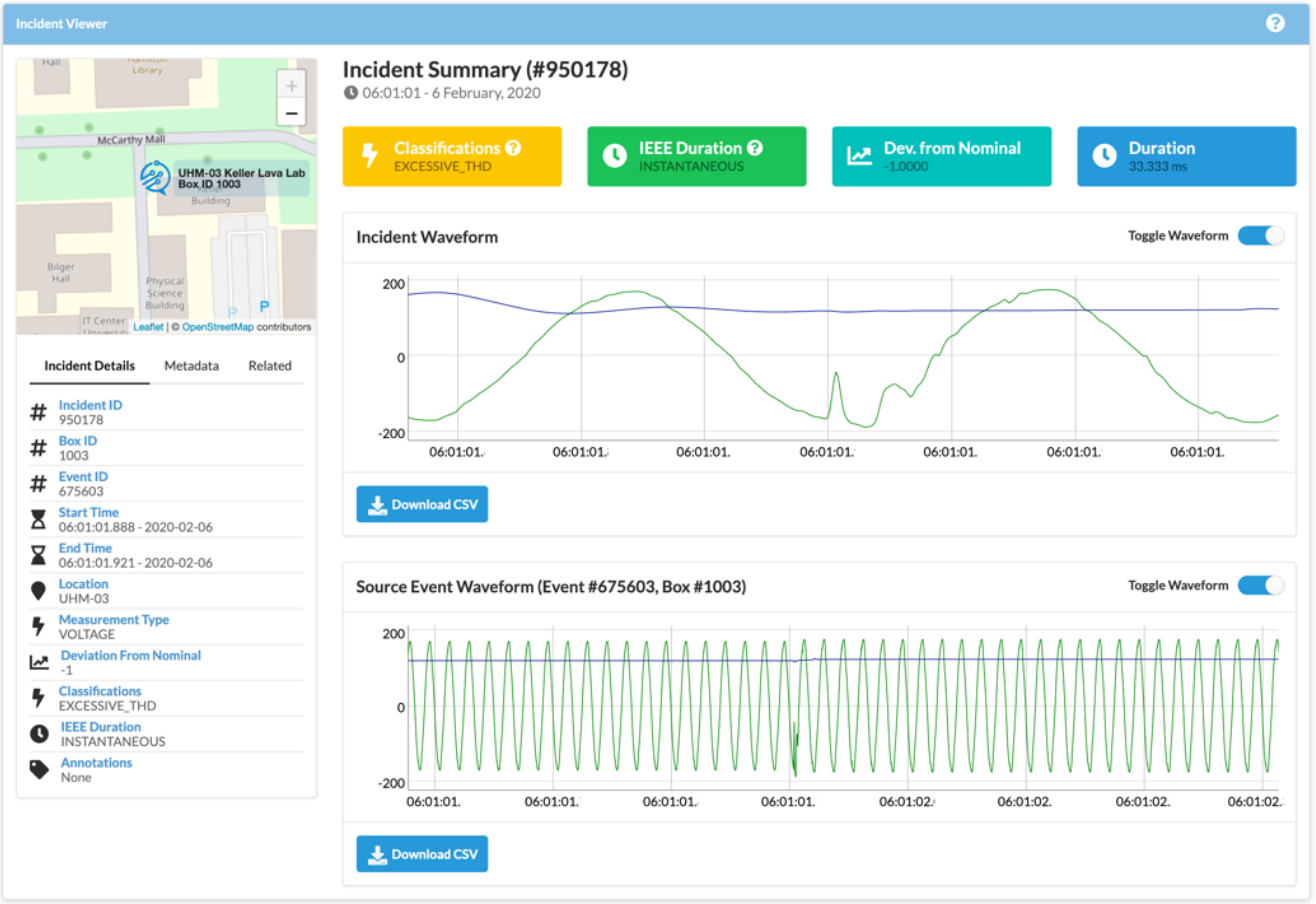 Incident Viewer
Hall
Hamilton
Library
+
−
McCarthy Mall
UHM-03 Keller Lava Lab
Box ID 1003
Keller
Building
Bilger
Hall
Physical
Science
Building
P
P
IT Center
Leaflet | © OpenStreetMap contributors
Incident Details Metadata Related
# Incident ID
950178
# Box ID
1003
# Event ID
675603
Start Time
06:01:01.888 - 2020-02-06
End Time
06:01:01.921 - 2020-02-06
Location
UHM-03
Measurement Type
VOLTAGE
Deviation From Nominal
-1
Classifications
EXCESSIVE_THD
IEEE Duration
INSTANTANEOUS
Annotations
None
Incident Summary (#950178)
06:01:01 - 6 February, 2020
Classifications ?
EXCESSIVE_THD
IEEE Duration ?
INSTANTANEOUS
Dev. from Nominal
-1.0000
Duration
33.333 ms
Incident Waveform
Toggle Waveform
200
0
-200
06:01:01. 06:01:01. 06:01:01. 06:01:01. 06:01:01. 06:01:01. 06:01:01.
Download CSV
Source Event Waveform (Event #675603, Box #1003)
Toggle Waveform
200
0
-200
06:01:01. 06:01:01. 06:01:01. 06:01:01. 06:01:02. 06:01:02. 06:01:02. 06:01:02.
Download CSV